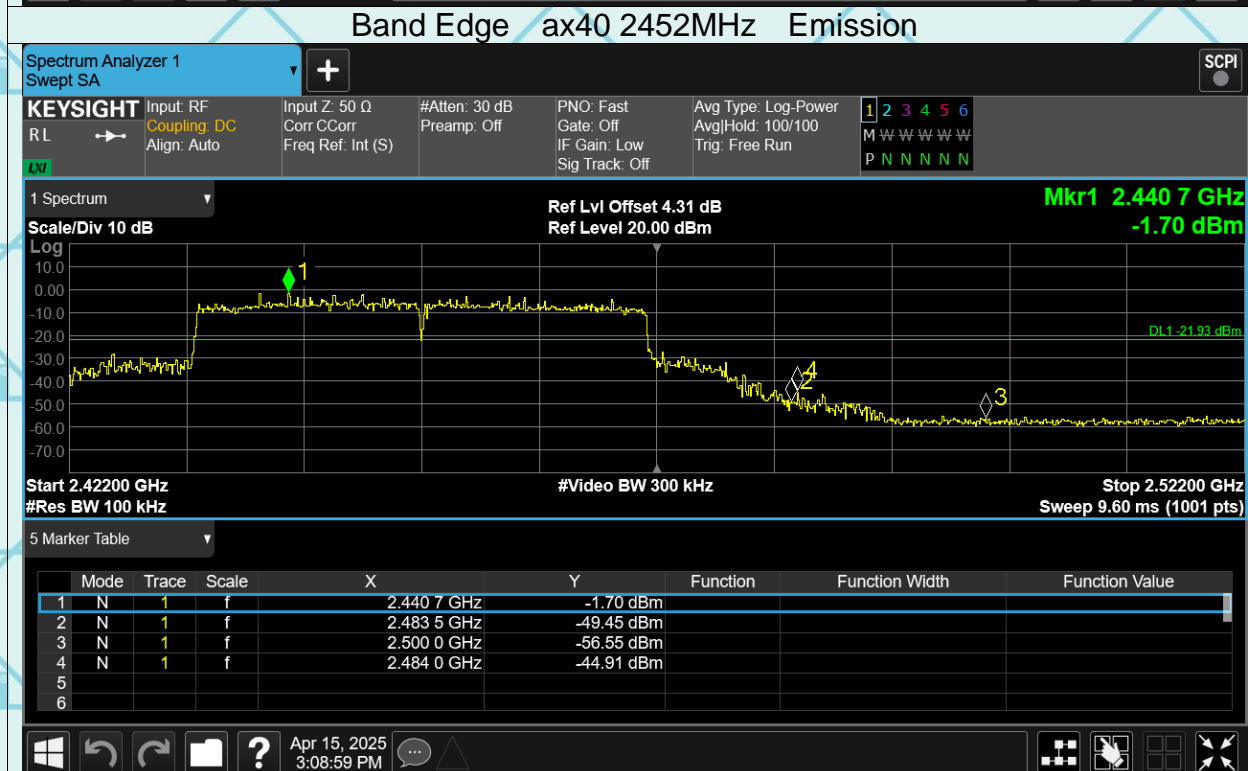 Band Edge ax40 2452MHz Emission
Spectrum Analyzer 1
Swept SA
+
SCPI
KEYSIGHT
R L
LXI
Input: RF
Coupling: DC
Align: Auto
Input Z: 50 Ω
Corr CCorr
Freq Ref: Int (S)
#Atten: 30 dB
Preamp: Off
PNO: Fast
Gate: Off
IF Gain: Low
Sig Track: Off
Avg Type: Log-Power
Avg|Hold: 100/100
Trig: Free Run
1 2 3 4 5 6
M W W W W W
P N N N N N
1 Spectrum
Scale/Div 10 dB
Ref Lvl Offset 4.31 dB
Ref Level 20.00 dBm
Mkr1 2.440 7 GHz
-1.70 dBm
Log
10.0
0.00
-10.0
-20.0
-30.0
-40.0
-50.0
-60.0
-70.0
1
DL1 -21.93 dBm
4
2
3
Start 2.42200 GHz
#Res BW 100 kHz
#Video BW 300 kHz
Stop 2.52200 GHz
Sweep 9.60 ms (1001 pts)
5 Marker Table
Mode Trace Scale X Y Function Function Width Function Value
1 N 1 f 2.440 7 GHz -1.70 dBm
2 N 1 f 2.483 5 GHz -49.45 dBm
3 N 1 f 2.500 0 GHz -56.55 dBm
4 N 1 f 2.484 0 GHz -44.91 dBm
5
6
?
Apr 15, 2025
3:08:59 PM